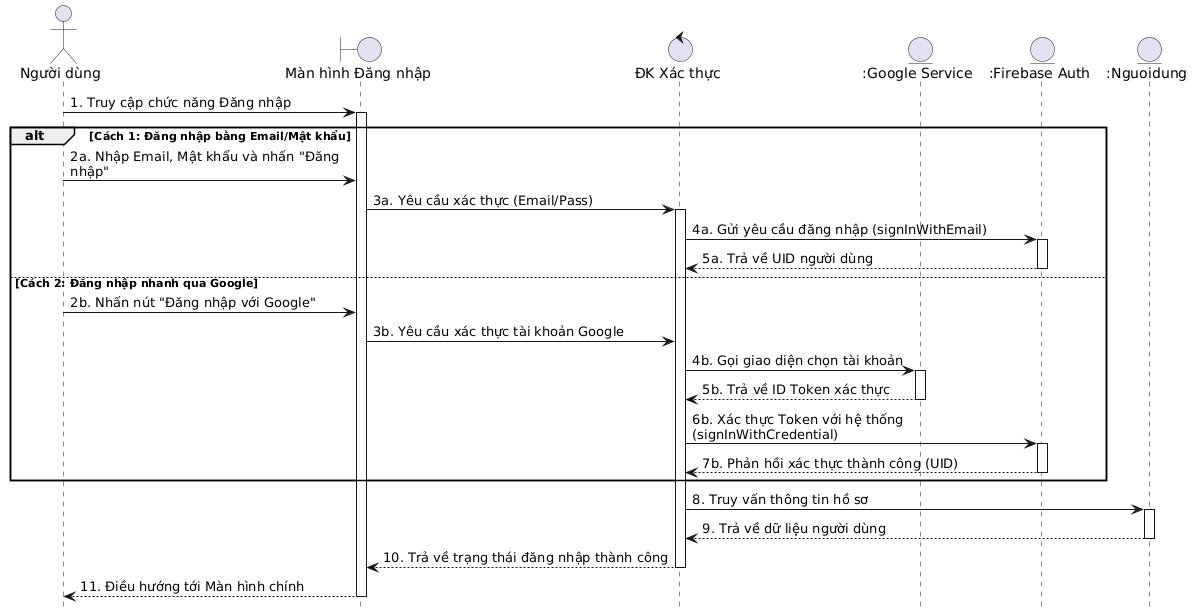 Người dùng
Màn hình Đăng nhập
ĐK Xác thực
:Google Service
:Firebase Auth
:Nguoidung
1. Truy cập chức năng Đăng nhập
alt
[Cách 1: Đăng nhập bằng Email/Mật khẩu]
2a. Nhập Email, Mật khẩu và nhấn "Đăng
nhập"
3a. Yêu cầu xác thực (Email/Pass)
4a. Gửi yêu cầu đăng nhập (signInWithEmail)
5a. Trả về UID người dùng
[Cách 2: Đăng nhập nhanh qua Google]
2b. Nhấn nút "Đăng nhập với Google"
3b. Yêu cầu xác thực tài khoản Google
4b. Gọi giao diện chọn tài khoản
5b. Trả về ID Token xác thực
6b. Xác thực Token với hệ thống
(signInWithCredential)
7b. Phản hồi xác thực thành công (UID)
8. Truy vấn thông tin hồ sơ
9. Trả về dữ liệu người dùng
10. Trả về trạng thái đăng nhập thành công
11. Điều hướng tới Màn hình chính